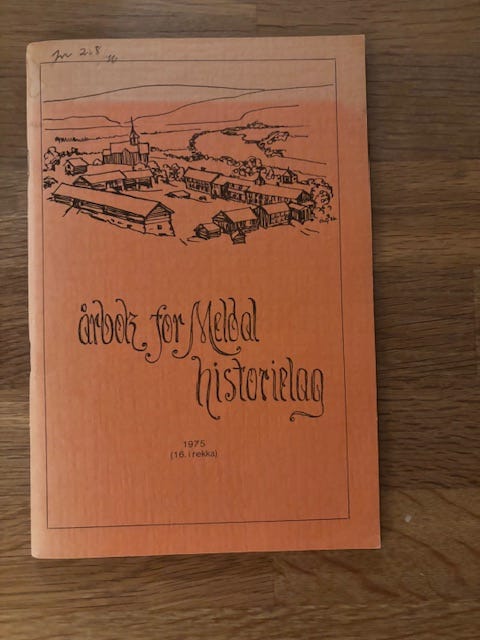 årbok for Meldal
historielag
1975
(16. i rekka)